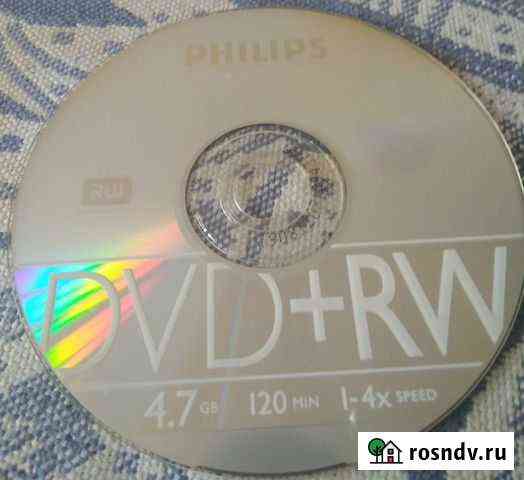 PHILIPS
RW
DVD+RW
4.7 GB 120 MIN 1-4x SPEED
rosndv.ru